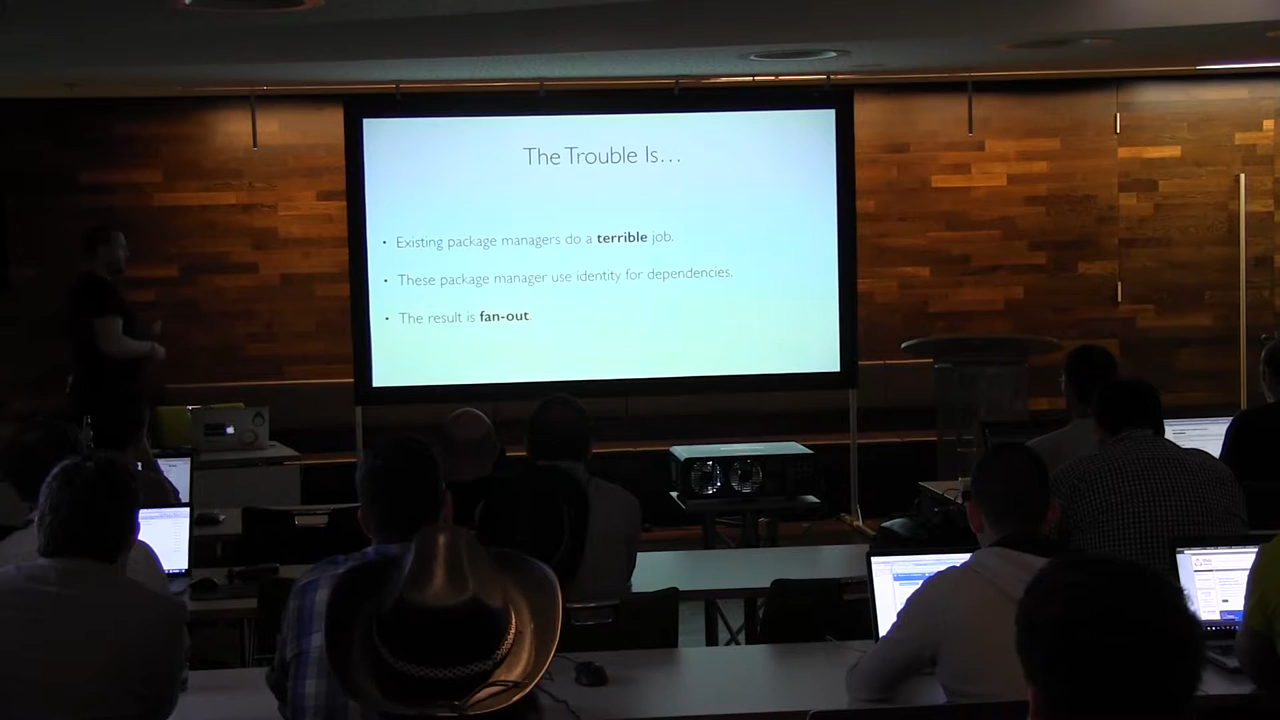 The Trouble Is...
• Existing package managers do a terrible job.
• These package manager use identity for dependencies.
• The result is fan-out.